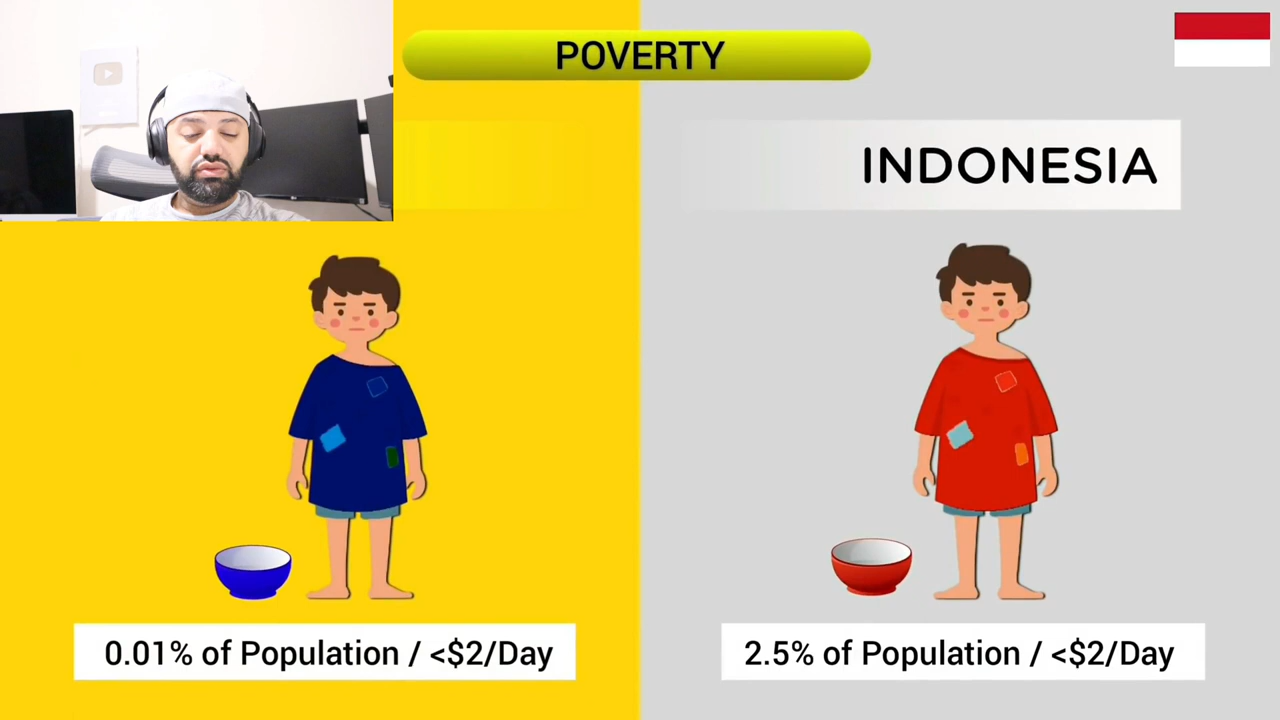 POVERTY
INDONESIA
0.01% of Population / <$2/Day
2.5% of Population / <$2/Day